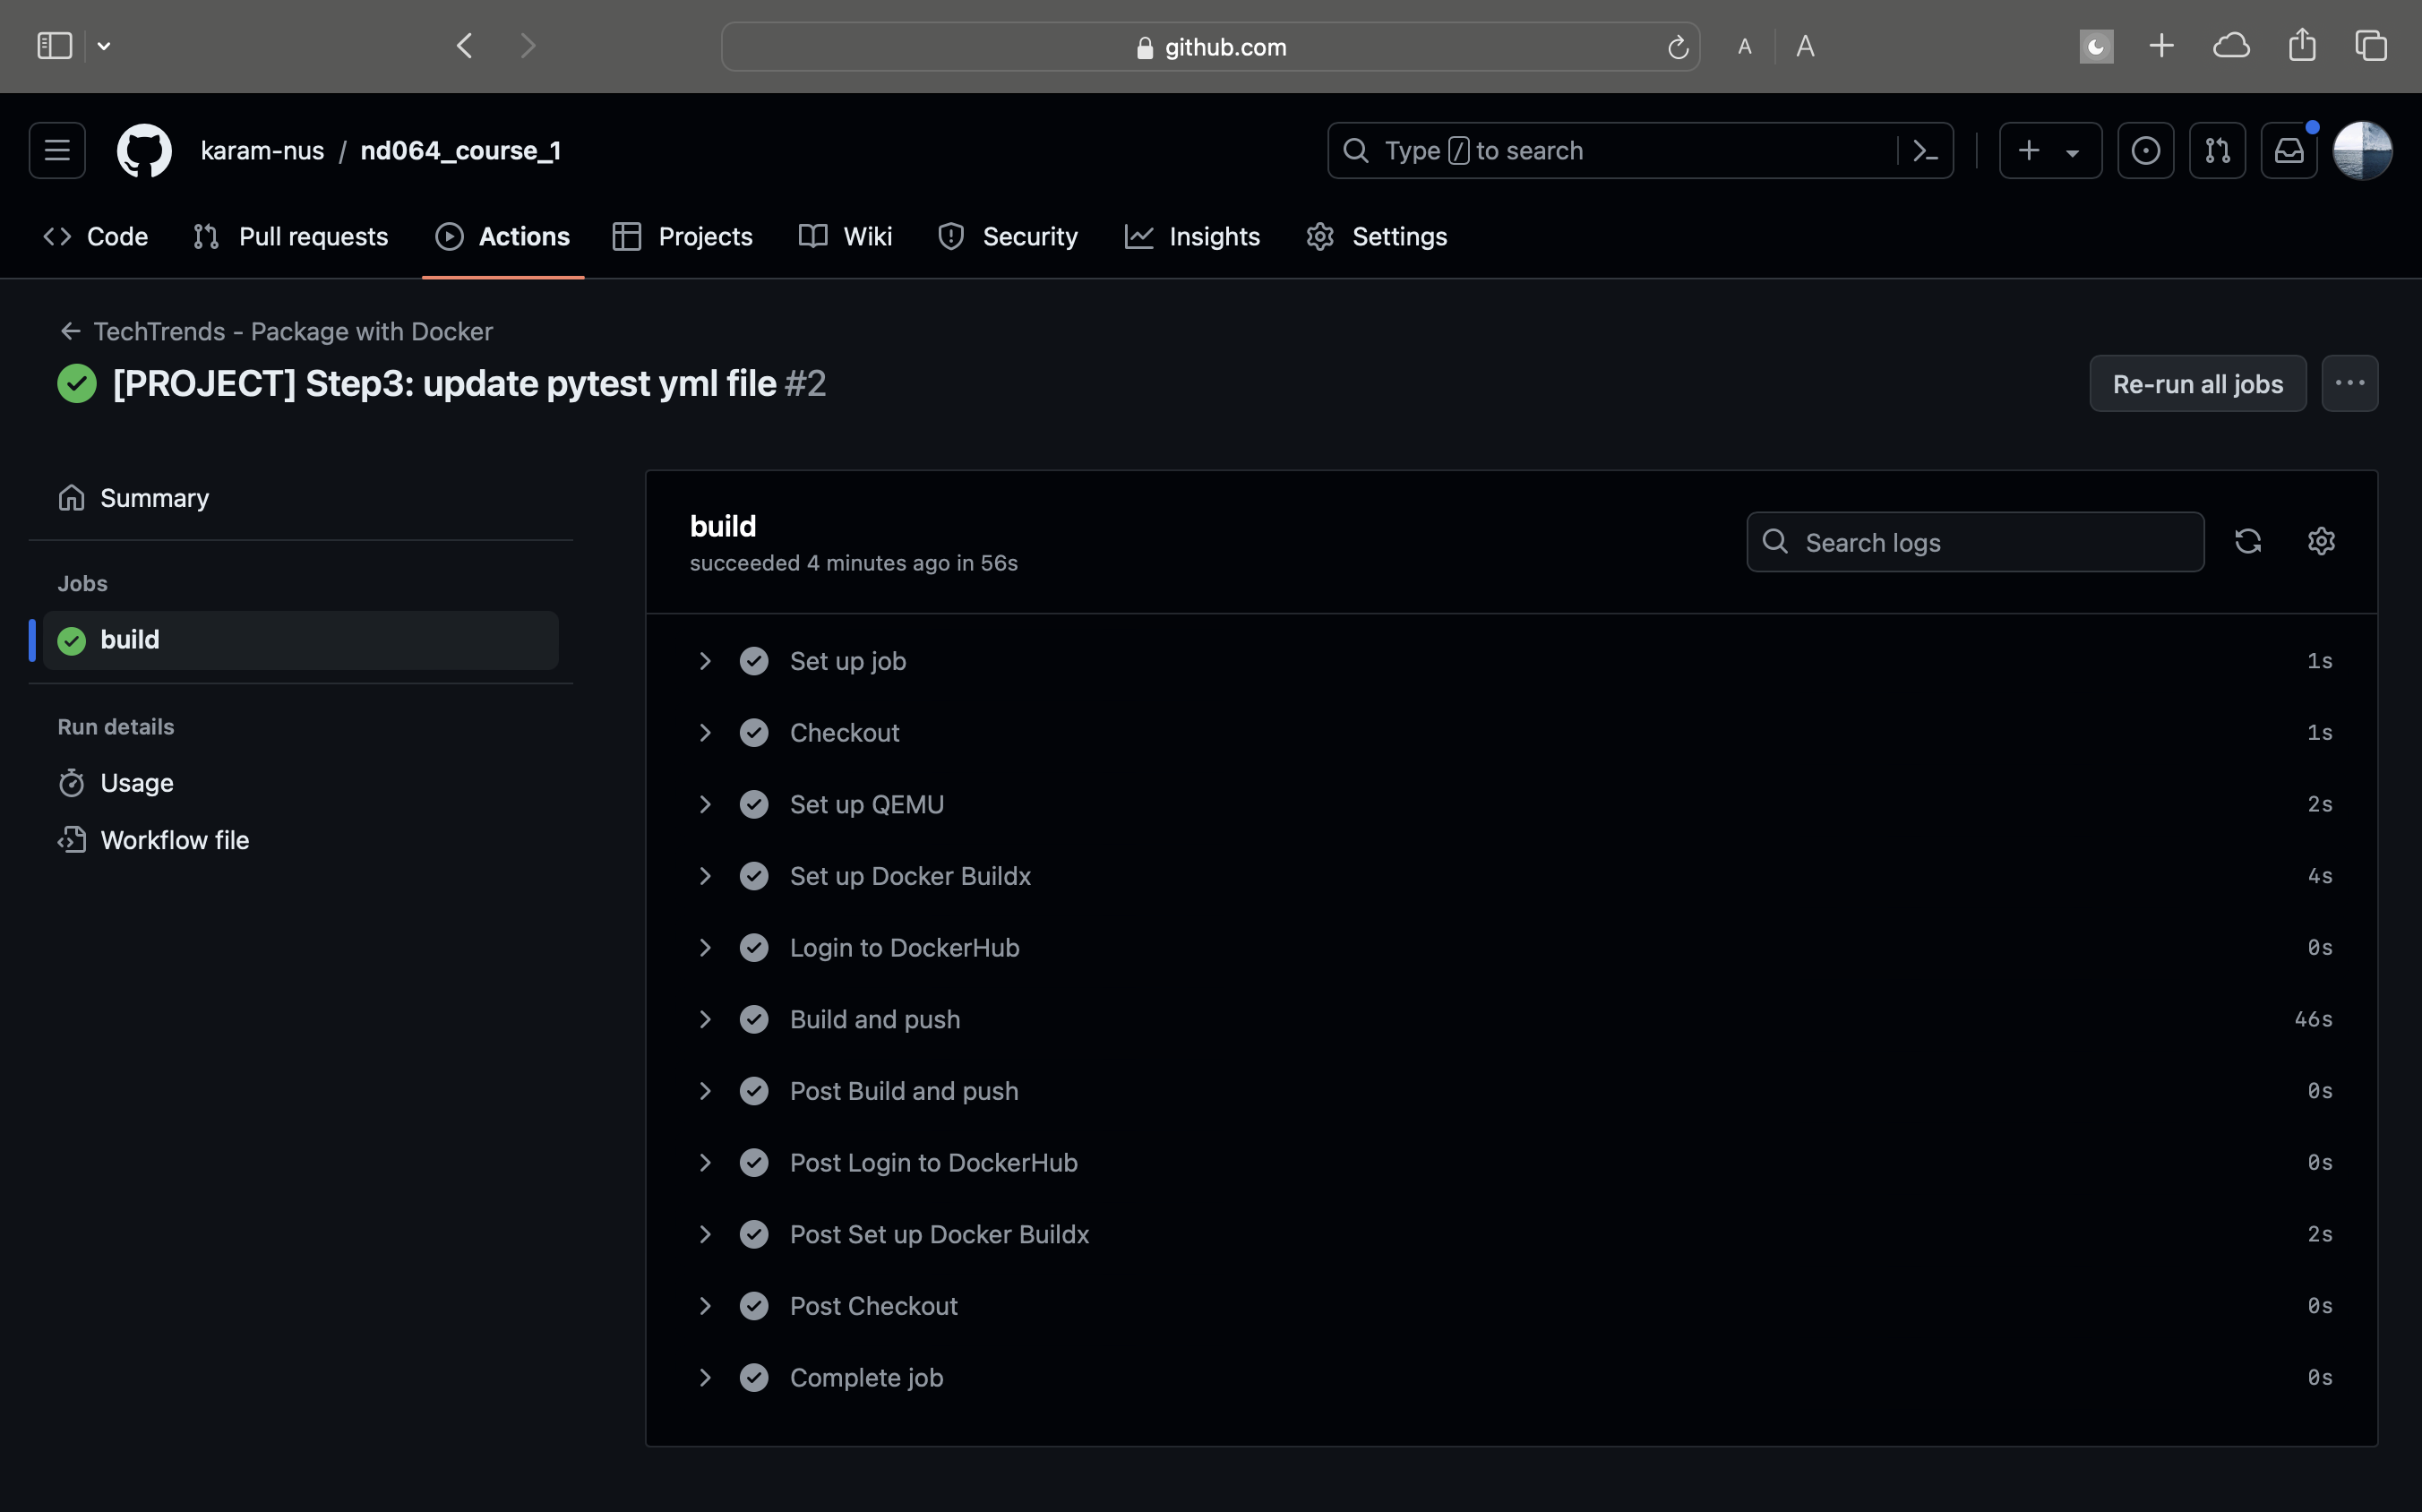 github.com
A A
karam-nus / nd064_course_1
Type / to search
Code Pull requests Actions Projects Wiki Security Insights Settings
TechTrends - Package with Docker
[PROJECT] Step3: update pytest yml file #2
Re-run all jobs
Summary
Jobs
build
Run details
Usage
Workflow file
build
succeeded 4 minutes ago in 56s
Search logs
Set up job 1s
Checkout 1s
Set up QEMU 2s
Set up Docker Buildx 4s
Login to DockerHub 0s
Build and push 46s
Post Build and push 0s
Post Login to DockerHub 0s
Post Set up Docker Buildx 2s
Post Checkout 0s
Complete job 0s